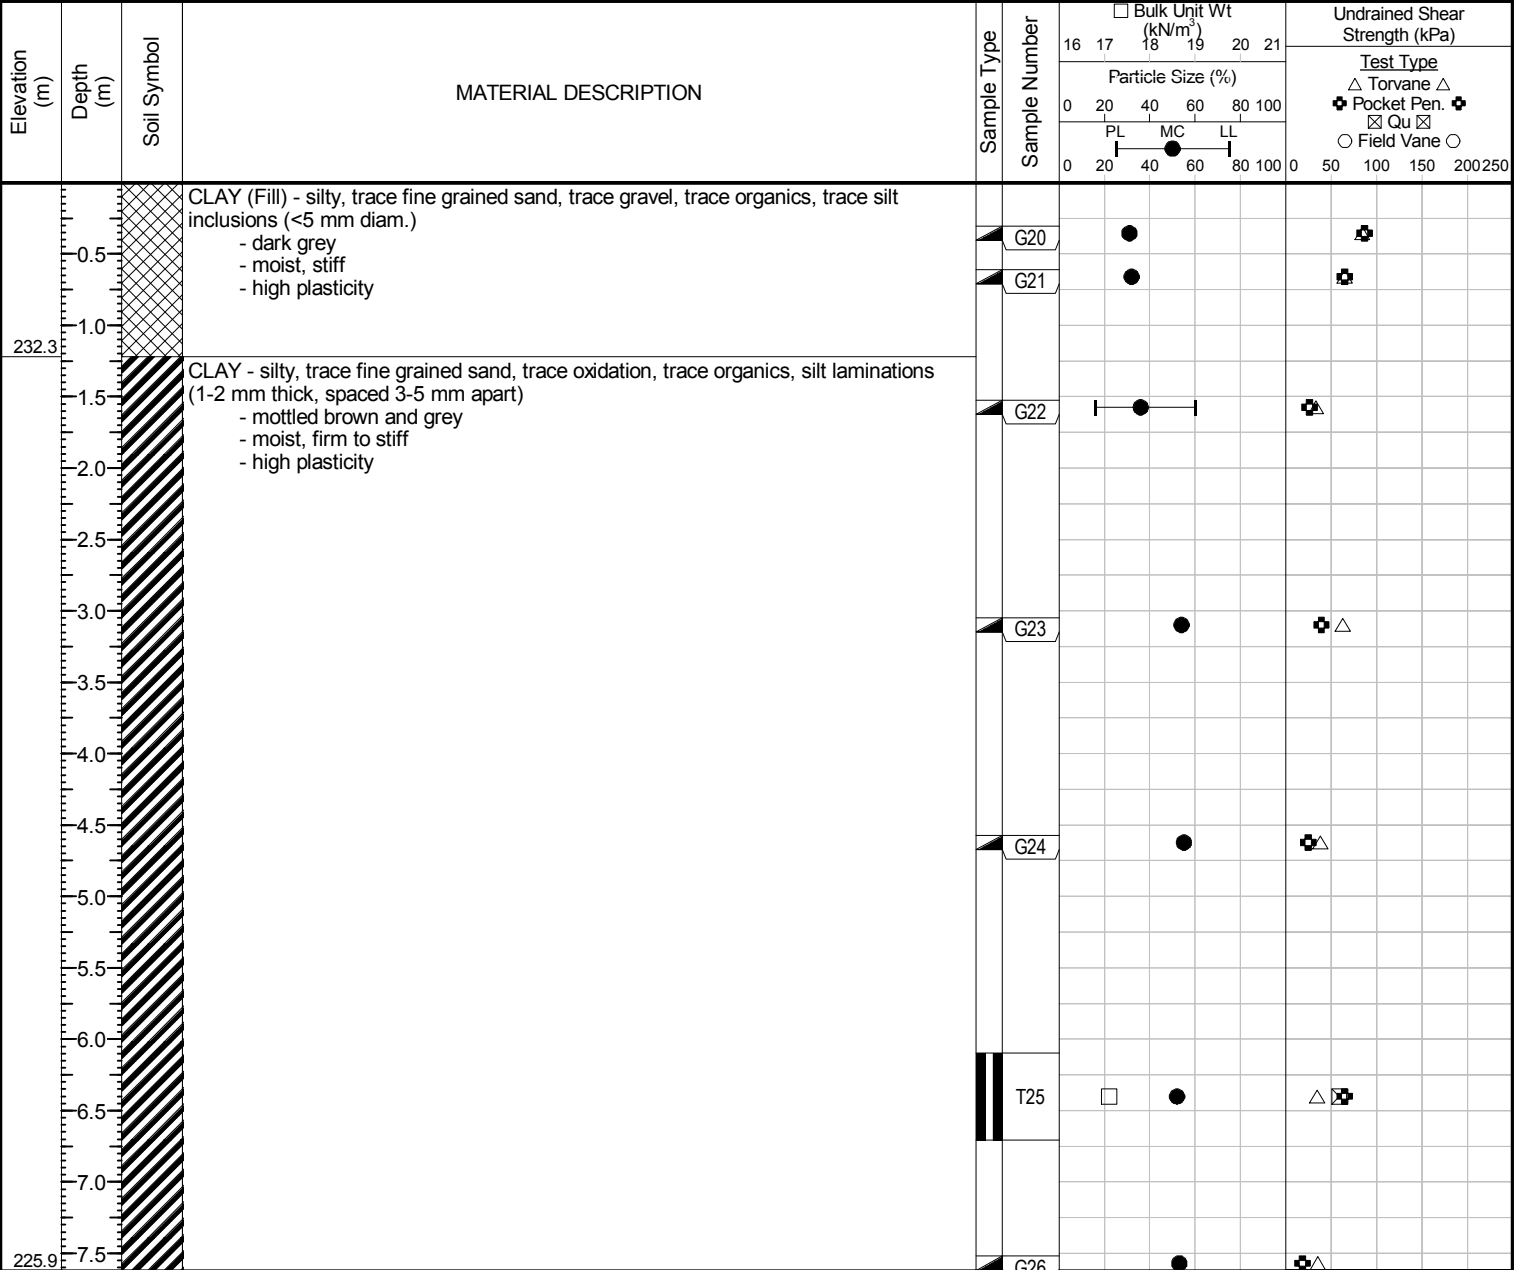 Elevation
(m)
Depth
(m)
Soil Symbol
MATERIAL DESCRIPTION
Sample Type
Sample Number
Bulk Unit Wt
(kN/m³)
16 17 18 19 20 21
Particle Size (%)
0 20 40 60 80 100
PL MC LL
0 20 40 60 80 100
Undrained Shear
Strength (kPa)
Test Type
△ Torvane △
Pocket Pen.
Qu
○ Field Vane ○
0 50 100 150 200 250
CLAY (Fill) - silty, trace fine grained sand, trace gravel, trace organics, trace silt
inclusions (<5 mm diam.)
- dark grey
- moist, stiff
- high plasticity
G20
-0.5
G21
-1.0
232.3
CLAY - silty, trace fine grained sand, trace oxidation, trace organics, silt laminations
(1-2 mm thick, spaced 3-5 mm apart)
- mottled brown and grey
- moist, firm to stiff
- high plasticity
-1.5
G22
-2.0
-2.5
-3.0
G23
-3.5
-4.0
-4.5
G24
-5.0
-5.5
-6.0
T25
-6.5
-7.0
-7.5
225.9
G26